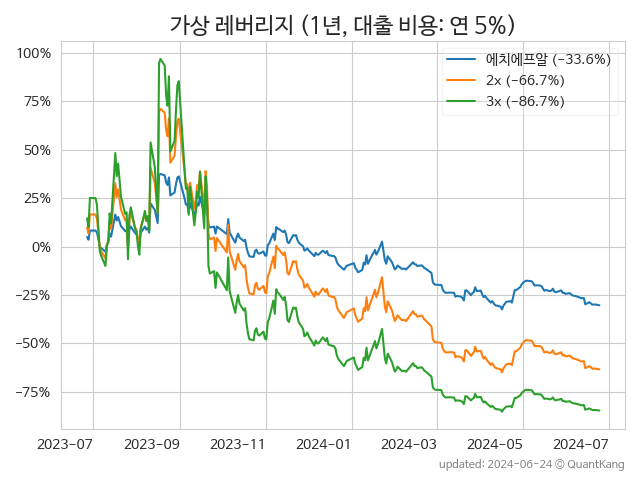 가상 레버리지 (1년, 대출 비용: 연 5%)
에치에프알 (−33.6%)
2x (−66.7%)
3x (−86.7%)
100%
75%
50%
25%
0%
−25%
−50%
−75%
2023-07 2023-09 2023-11 2024-01 2024-03 2024-05 2024-07
updated: 2024-06-24 © QuantKang